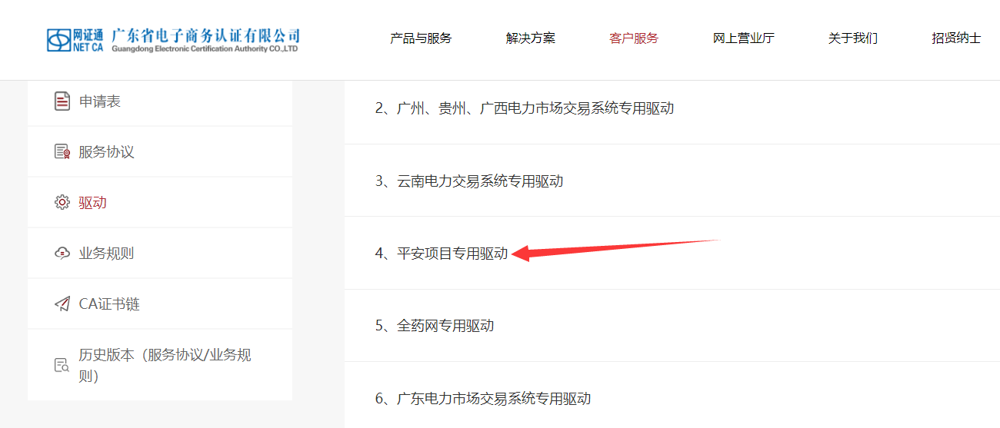 网证通
NET CA
广东省电子商务认证有限公司
Guangdong Electronic Certification Authority CO.,LTD
产品与服务
解决方案
客户服务
网上营业厅
关于我们
招贤纳士
申请表
服务协议
驱动
业务规则
CA证书链
历史版本（服务协议/业务规
则）
2、广州、贵州、广西电力市场交易系统专用驱动
3、云南电力交易系统专用驱动
4、平安项目专用驱动
5、全药网专用驱动
6、广东电力市场交易系统专用驱动